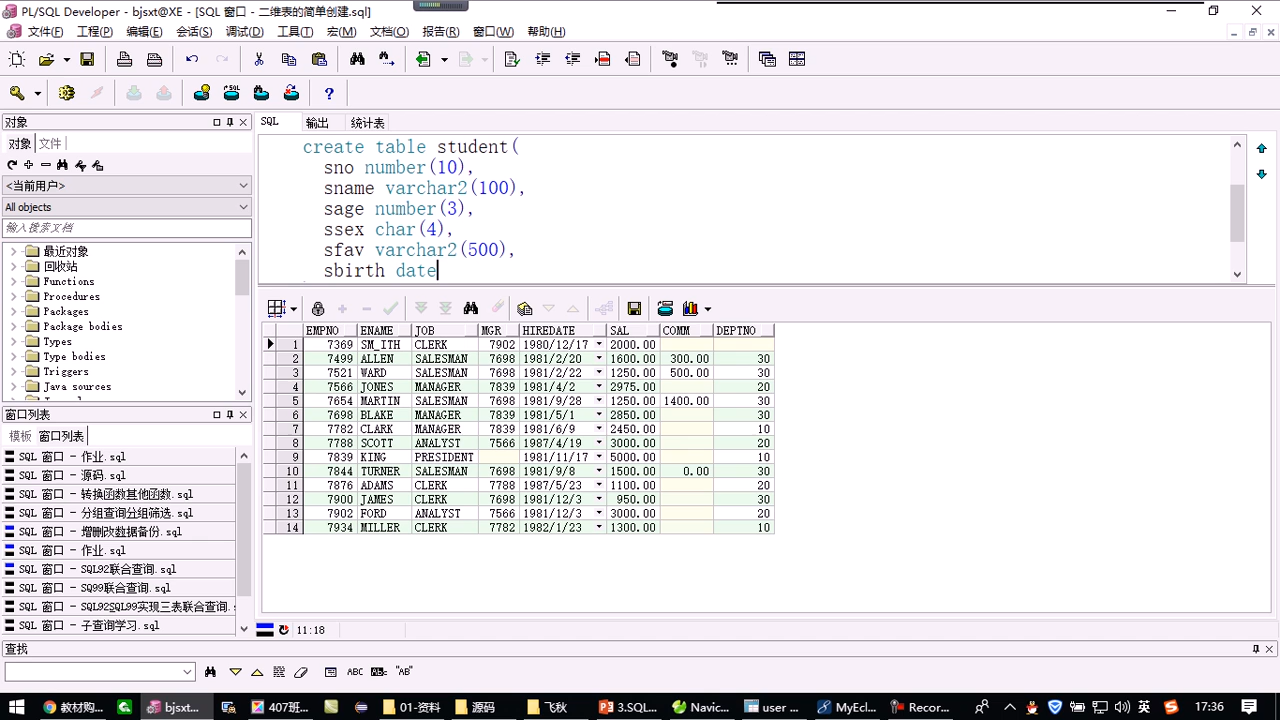 PL/SQL Developer - bjsxt@XE - [SQL 窗口 - 二维表的简单创建.sql]
文件(F) 工程(P) 编辑(E) 会话(S) 调试(D) 工具(T) 宏(M) 文档(O) 报告(R) 窗口(W) 帮助(H)
对象
对象 文件
<当前用户>
All objects
输入搜索文档
最近对象
回收站
Functions
Procedures
Packages
Package bodies
Types
Type bodies
Triggers
Java sources
窗口列表
模板 窗口列表
SQL 窗口 - 作业.sql
SQL 窗口 - 源码.sql
SQL 窗口 - 转换函数其他函数.sql
SQL 窗口 - 分组查询分组筛选.sql
SQL 窗口 - 增删改数据备份.sql
SQL 窗口 - 作业.sql
SQL 窗口 - SQL92联合查询.sql
SQL 窗口 - SQ99联合查询.sql
SQL 窗口 - SQL92SQL99实现三表联合查询.s
SQL 窗口 - 子查询学习.sql
SQL 输出 统计表
create table student(
sno number(10),
sname varchar2(100),
sage number(3),
ssex char(4),
sfav varchar2(500),
sbirth date
EMPNO ENAME JOB MGR HIREDATE SAL COMM DEPTNO
1 7369 SM_ITH CLERK 7902 1980/12/17 2000.00
2 7499 ALLEN SALESMAN 7698 1981/2/20 1600.00 300.00 30
3 7521 WARD SALESMAN 7698 1981/2/22 1250.00 500.00 30
4 7566 JONES MANAGER 7839 1981/4/2 2975.00 20
5 7654 MARTIN SALESMAN 7698 1981/9/28 1250.00 1400.00 30
6 7698 BLAKE MANAGER 7839 1981/5/1 2850.00 30
7 7782 CLARK MANAGER 7839 1981/6/9 2450.00 10
8 7788 SCOTT ANALYST 7566 1987/4/19 3000.00 20
9 7839 KING PRESIDENT 1981/11/17 5000.00 10
10 7844 TURNER SALESMAN 7698 1981/9/8 1500.00 0.00 30
11 7876 ADAMS CLERK 7788 1987/5/23 1100.00 20
12 7900 JAMES CLERK 7698 1981/12/3 950.00 30
13 7902 FORD ANALYST 7566 1981/12/3 3000.00 20
14 7934 MILLER CLERK 7782 1982/1/23 1300.00 10
11:18
查找
ABC "AB"
教材购... bjsxt... 407班... 01-资料 源码 飞秋 3.SQL... Navic... user ... MyEcl... Recor... 英 17:36